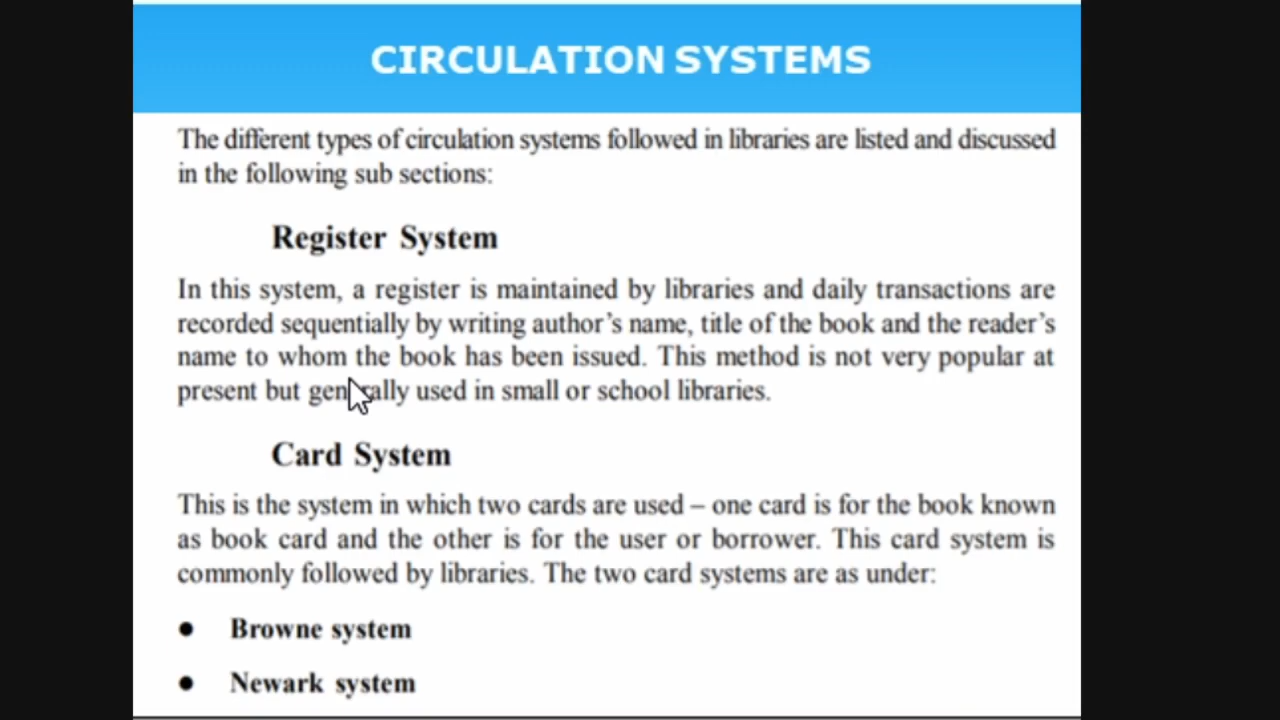 CIRCULATION SYSTEMS
The different types of circulation systems followed in libraries are listed and discussed
in the following sub sections:
Register System
In this system, a register is maintained by libraries and daily transactions are
recorded sequentially by writing author’s name, title of the book and the reader’s
name to whom the book has been issued. This method is not very popular at
present but generally used in small or school libraries.
Card System
This is the system in which two cards are used – one card is for the book known
as book card and the other is for the user or borrower. This card system is
commonly followed by libraries. The two card systems are as under:
● Browne system
● Newark system